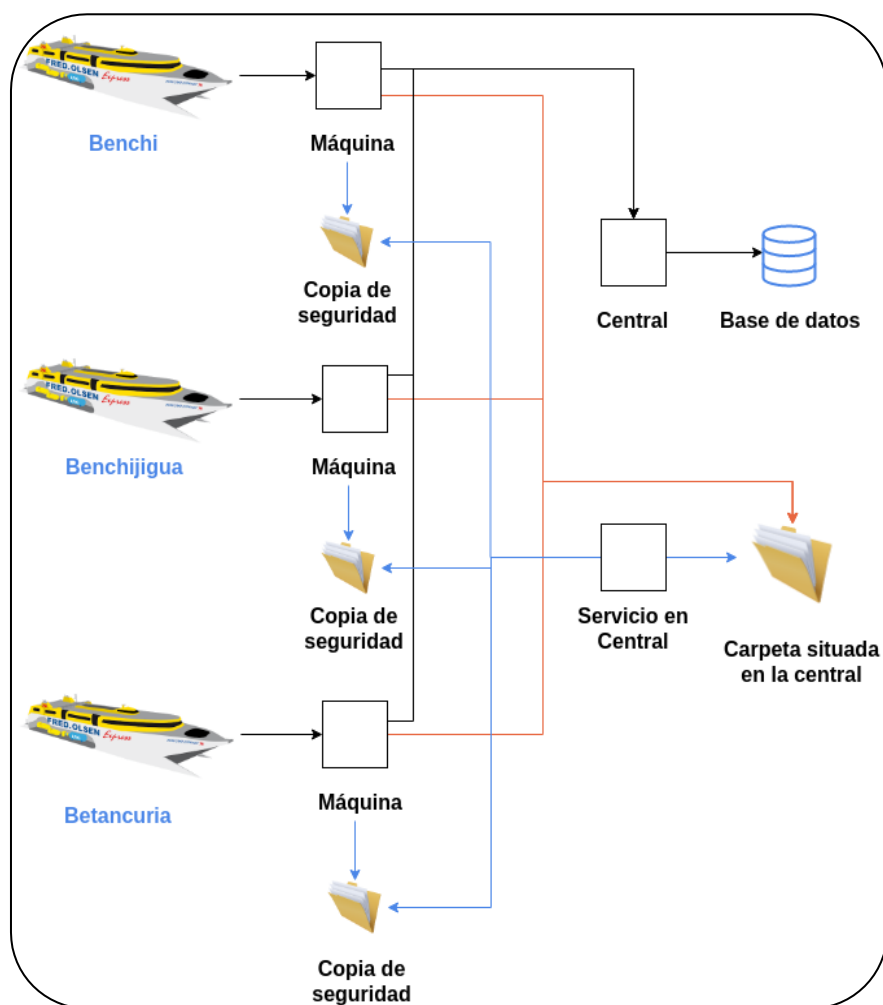 FRED.OLSEN Express
Benchi
Máquina
Copia de
seguridad
Central
Base de datos
FRED.OLSEN Express
Benchijigua
Máquina
Copia de
seguridad
Servicio en
Central
Carpeta situada
en la central
FRED.OLSEN Express
Betancuria
Máquina
Copia de
seguridad